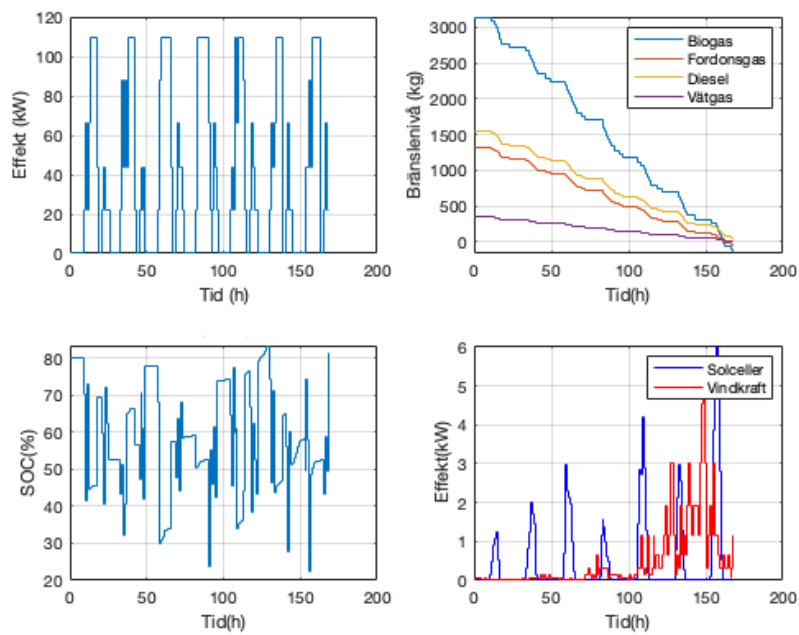 120
100
80
60
40
20
0
Effekt (kW)
0 50 100 150 200
Tid (h)
3000
2500
2000
1500
1000
500
0
Bränslenivå (kg)
Biogas
Fordonsgas
Diesel
Vätgas
0 50 100 150 200
Tid(h)
80
70
60
50
40
30
20
SOC(%)
0 50 100 150 200
Tid(h)
6
5
4
3
2
1
0
Effekt(kW)
Solceller
Vindkraft
0 50 100 150 200
Tid(h)